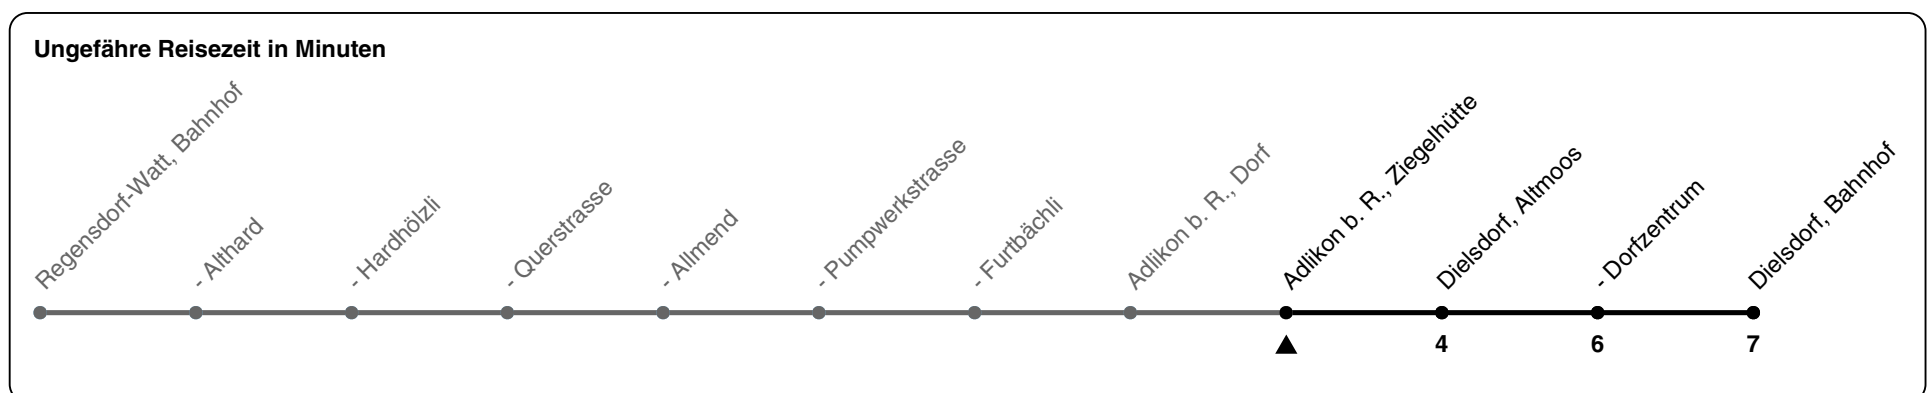 Ungefähre Reisezeit in Minuten
Regensdorf-Watt, Bahnhof
- Althard
- Hardhölzli
- Querstrasse
- Allmend
- Pumpwerkstrasse
- Furtbächli
Adlikon b. R., Dorf
Adlikon b. R., Ziegelhütte
Dielsdorf, Altmoos
- Dorfzentrum
Dielsdorf, Bahnhof
4 6 7